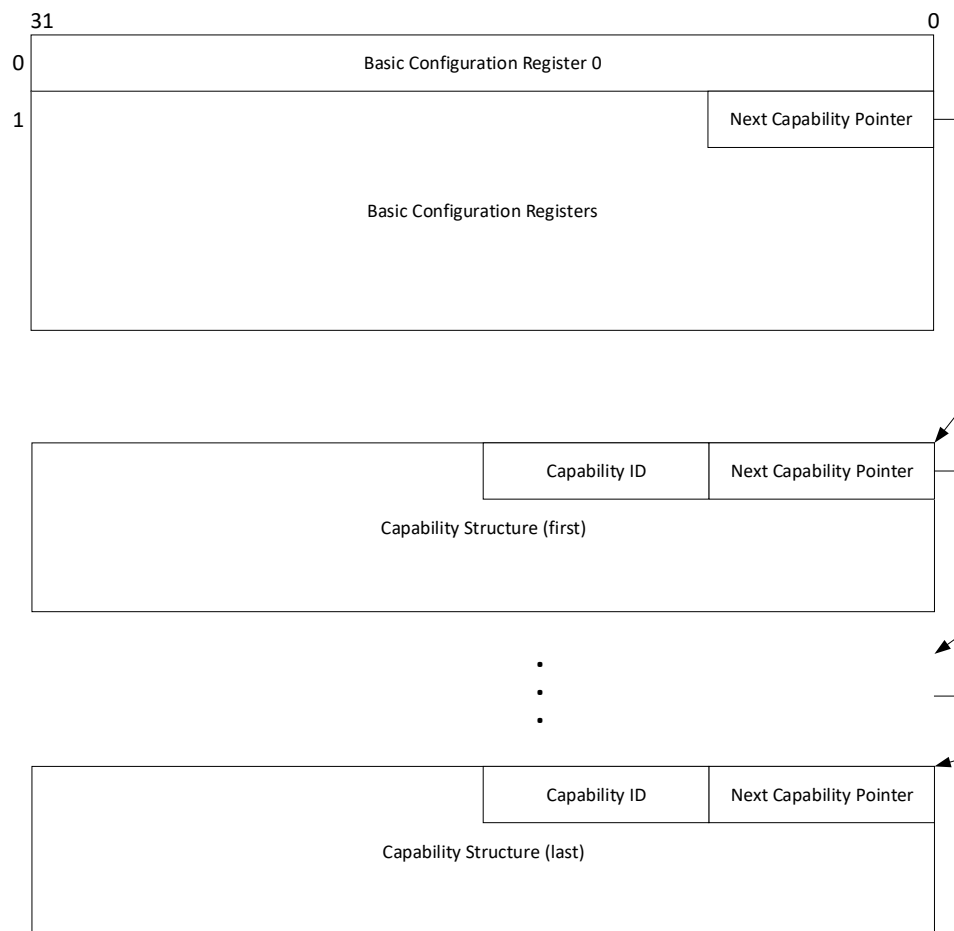 31 0
0 Basic Configuration Register 0
1 Next Capability Pointer
Basic Configuration Registers
Capability ID Next Capability Pointer
Capability Structure (first)
Capability ID Next Capability Pointer
Capability Structure (last)